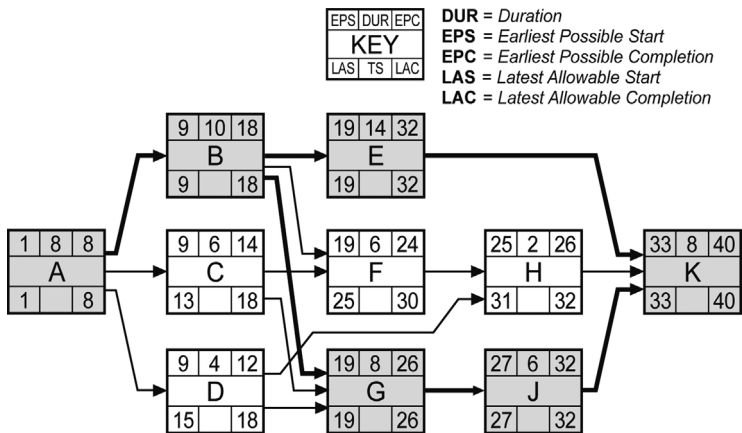 EPS DUR EPC
KEY
LAS TS LAC
DUR = Duration
EPS = Earliest Possible Start
EPC = Earliest Possible Completion
LAS = Latest Allowable Start
LAC = Latest Allowable Completion
9 10 18
B
9 18
19 14 32
E
19 32
1 8 8
A
1 8
9 6 14
C
13 18
19 6 24
F
25 30
25 2 26
H
31 32
33 8 40
K
33 40
9 4 12
D
15 18
19 8 26
G
19 26
27 6 32
J
27 32